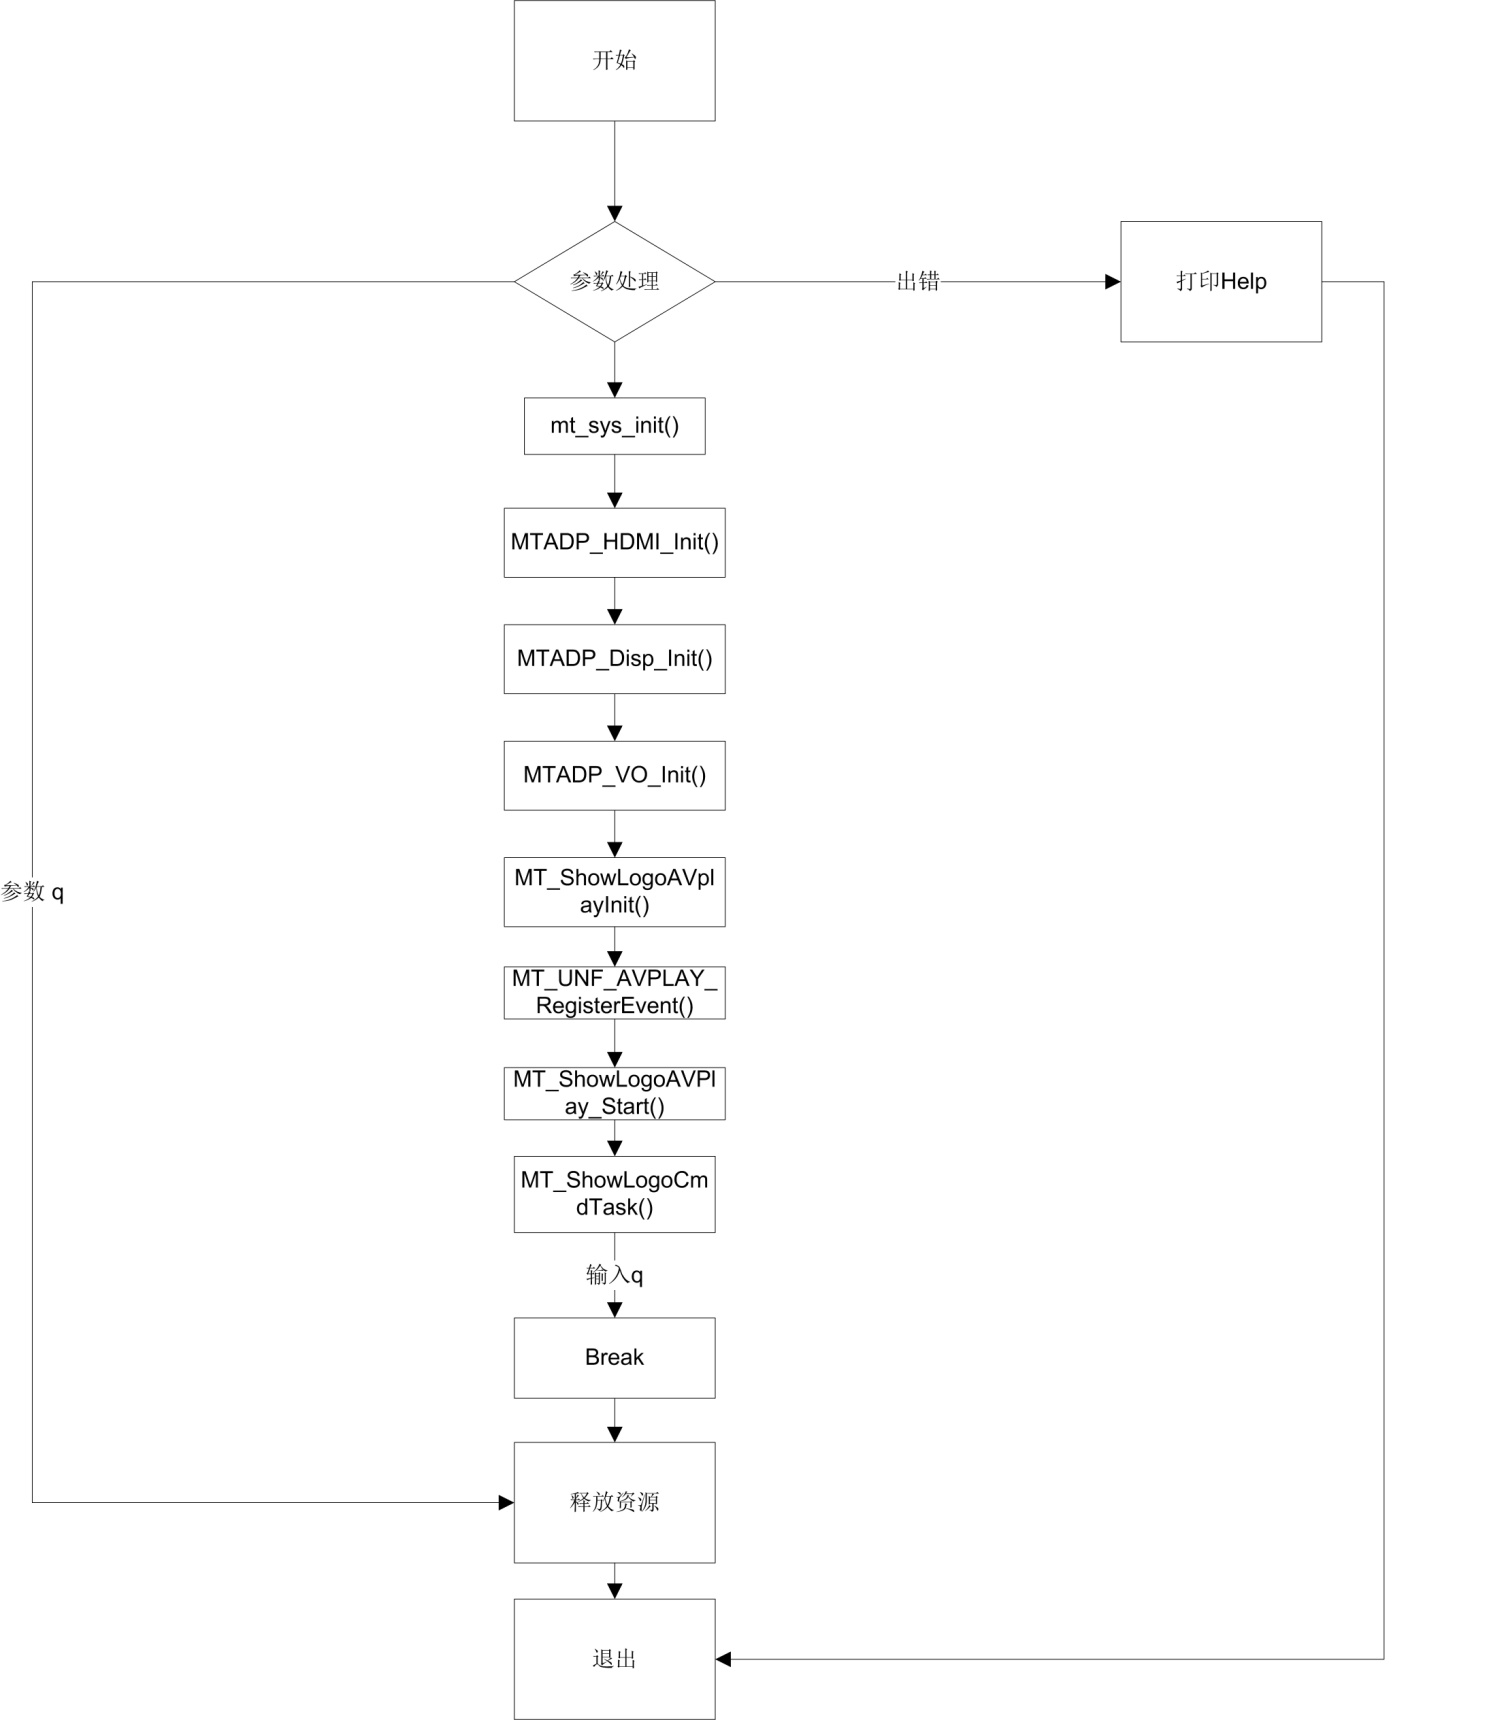 开始
参数处理
出错
打印Help
mt_sys_init()
MTADP_HDMI_Init()
MTADP_Disp_Init()
MTADP_VO_Init()
MT_ShowLogoAVpl
ayInit()
参数 q
MT_UNF_AVPLAY_
RegisterEvent()
MT_ShowLogoAVPl
ay_Start()
MT_ShowLogoCm
dTask()
输入q
Break
释放资源
退出